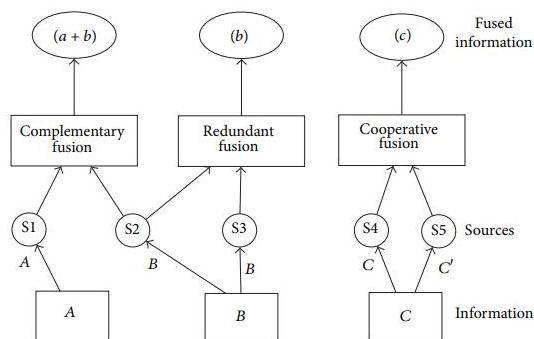 (a + b)
(b)
(c)
Fused
information
Complementary
fusion
Redundant
fusion
Cooperative
fusion
S1
S2
S3
S4
S5
Sources
A
B
B
C
C′
A
B
C
Information